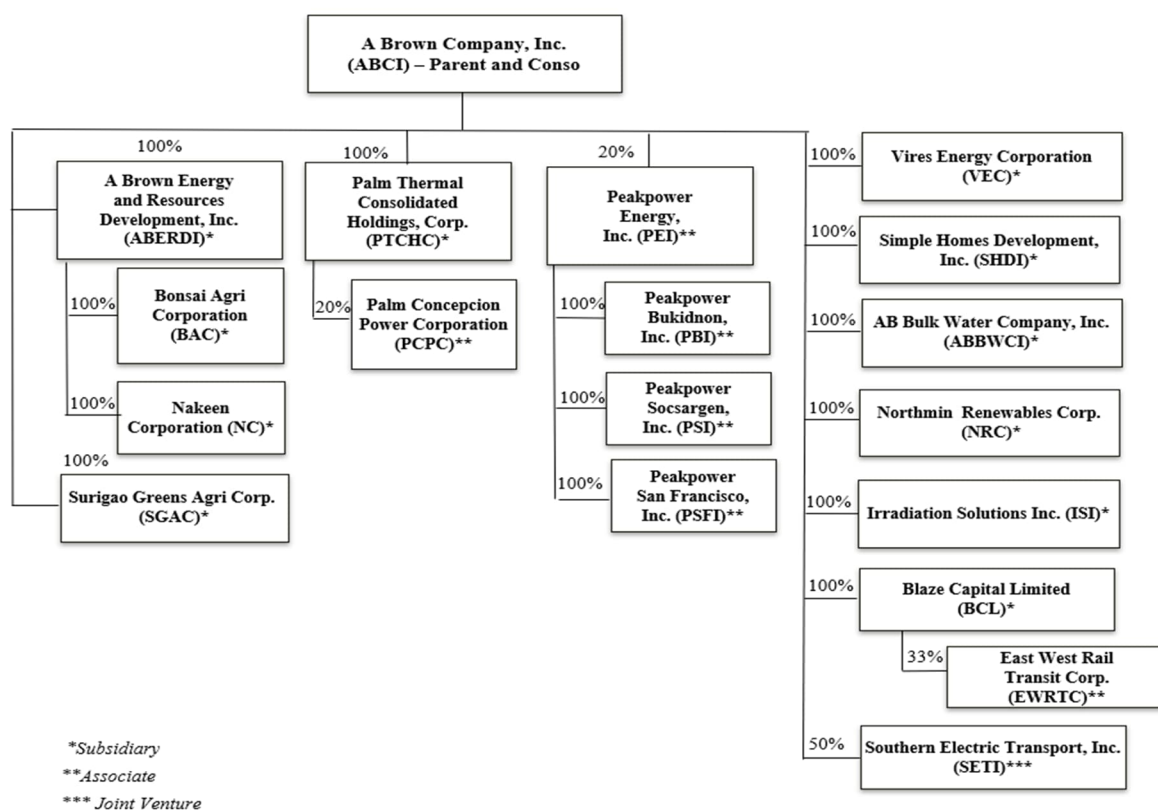 A Brown Company, Inc.
(ABCI) – Parent and Conso
100%
A Brown Energy
and Resources
Development, Inc.
(ABERDI)*
100%
Bonsai Agri
Corporation
(BAC)*
100%
Nakeen
Corporation (NC)*
100%
Surigao Greens Agri Corp.
(SGAC)*
100%
Palm Thermal
Consolidated
Holdings, Corp.
(PTCHC)*
20%
Palm Concepcion
Power Corporation
(PCPC)**
20%
Peakpower
Energy,
Inc. (PEI)**
100%
Peakpower
Bukidnon,
Inc. (PBI)**
100%
Peakpower
Socsargen,
Inc. (PSI)**
100%
Peakpower
San Francisco,
Inc. (PSFI)**
100%
Vires Energy Corporation
(VEC)*
100%
Simple Homes Development,
Inc. (SHDI)*
100%
AB Bulk Water Company, Inc.
(ABBWCI)*
100%
Northmin Renewables Corp.
(NRC)*
100%
Irradiation Solutions Inc. (ISI)*
100%
Blaze Capital Limited
(BCL)*
33%
East West Rail
Transit Corp.
(EWRTC)**
50%
Southern Electric Transport, Inc.
(SETI)***
*Subsidiary
**Associate
*** Joint Venture